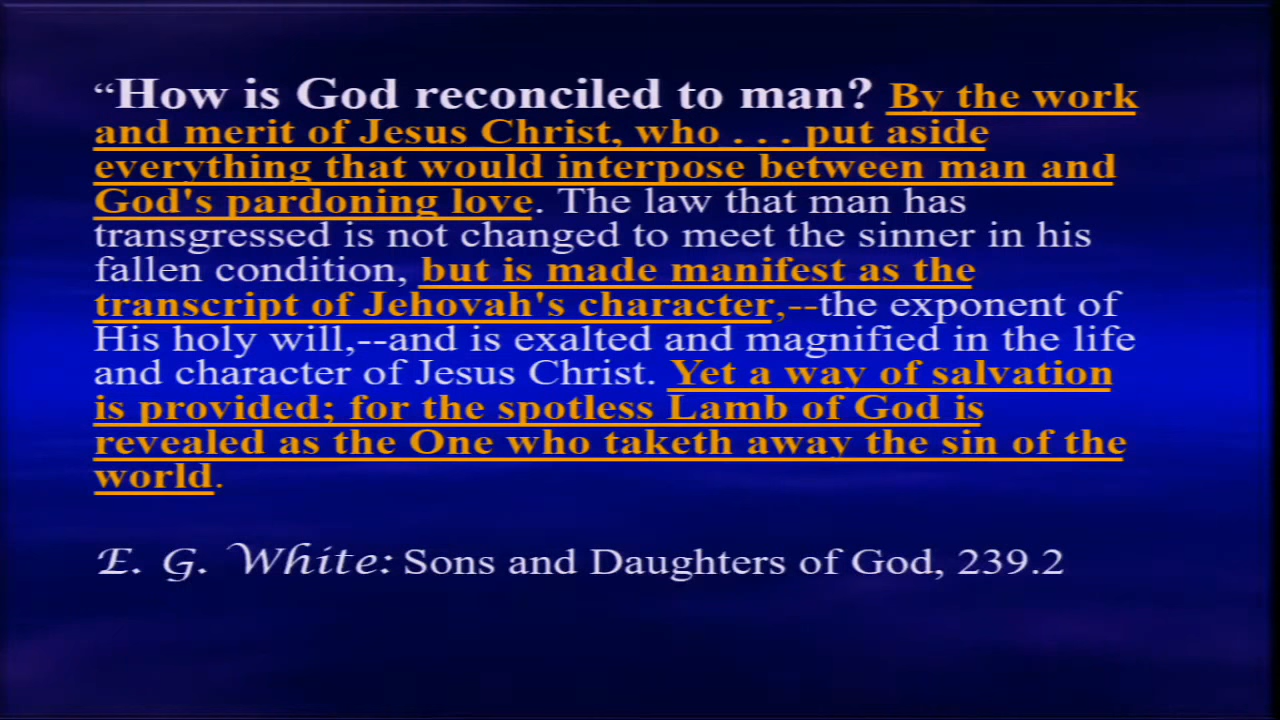 “How is God reconciled to man? By the work
and merit of Jesus Christ, who . . . put aside
everything that would interpose between man and
God's pardoning love. The law that man has
transgressed is not changed to meet the sinner in his
fallen condition, but is made manifest as the
transcript of Jehovah's character,--the exponent of
His holy will,--and is exalted and magnified in the life
and character of Jesus Christ. Yet a way of salvation
is provided; for the spotless Lamb of God is
revealed as the One who taketh away the sin of the
world.
E. G. White: Sons and Daughters of God, 239.2